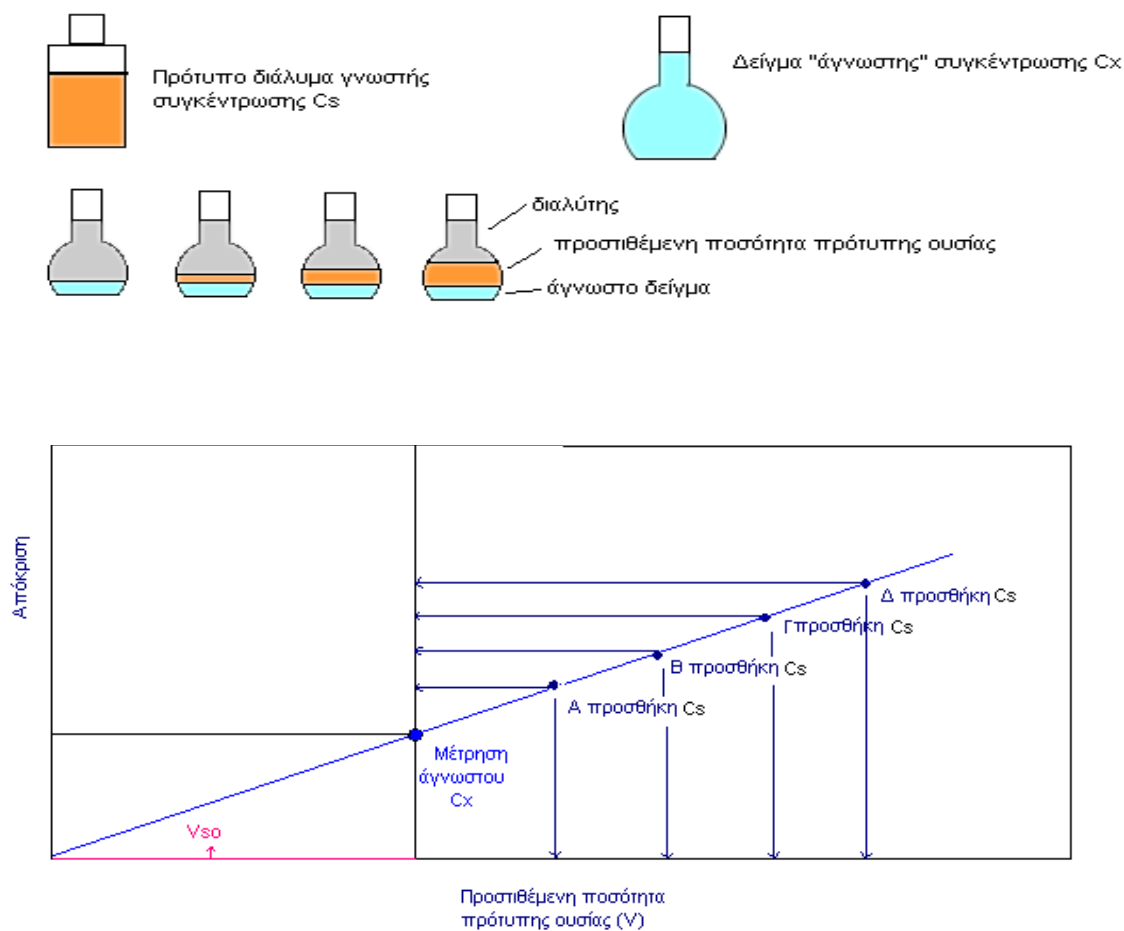 Πρότυπο διάλυμα γνωστής
συγκέντρωσης Cs
Δείγμα "άγνωστης" συγκέντρωσης Cx
διαλύτης
προστιθέμενη ποσότητα πρότυπης ουσίας
άγνωστο δείγμα
Απόκριση
Δ προσθήκη Cs
Γπροσθήκη Cs
Β προσθήκη Cs
Α προσθήκη Cs
Μέτρηση
άγνωστου
Cx
Vso
Προστιθέμενη ποσότητα
πρότυπης ουσίας (V)